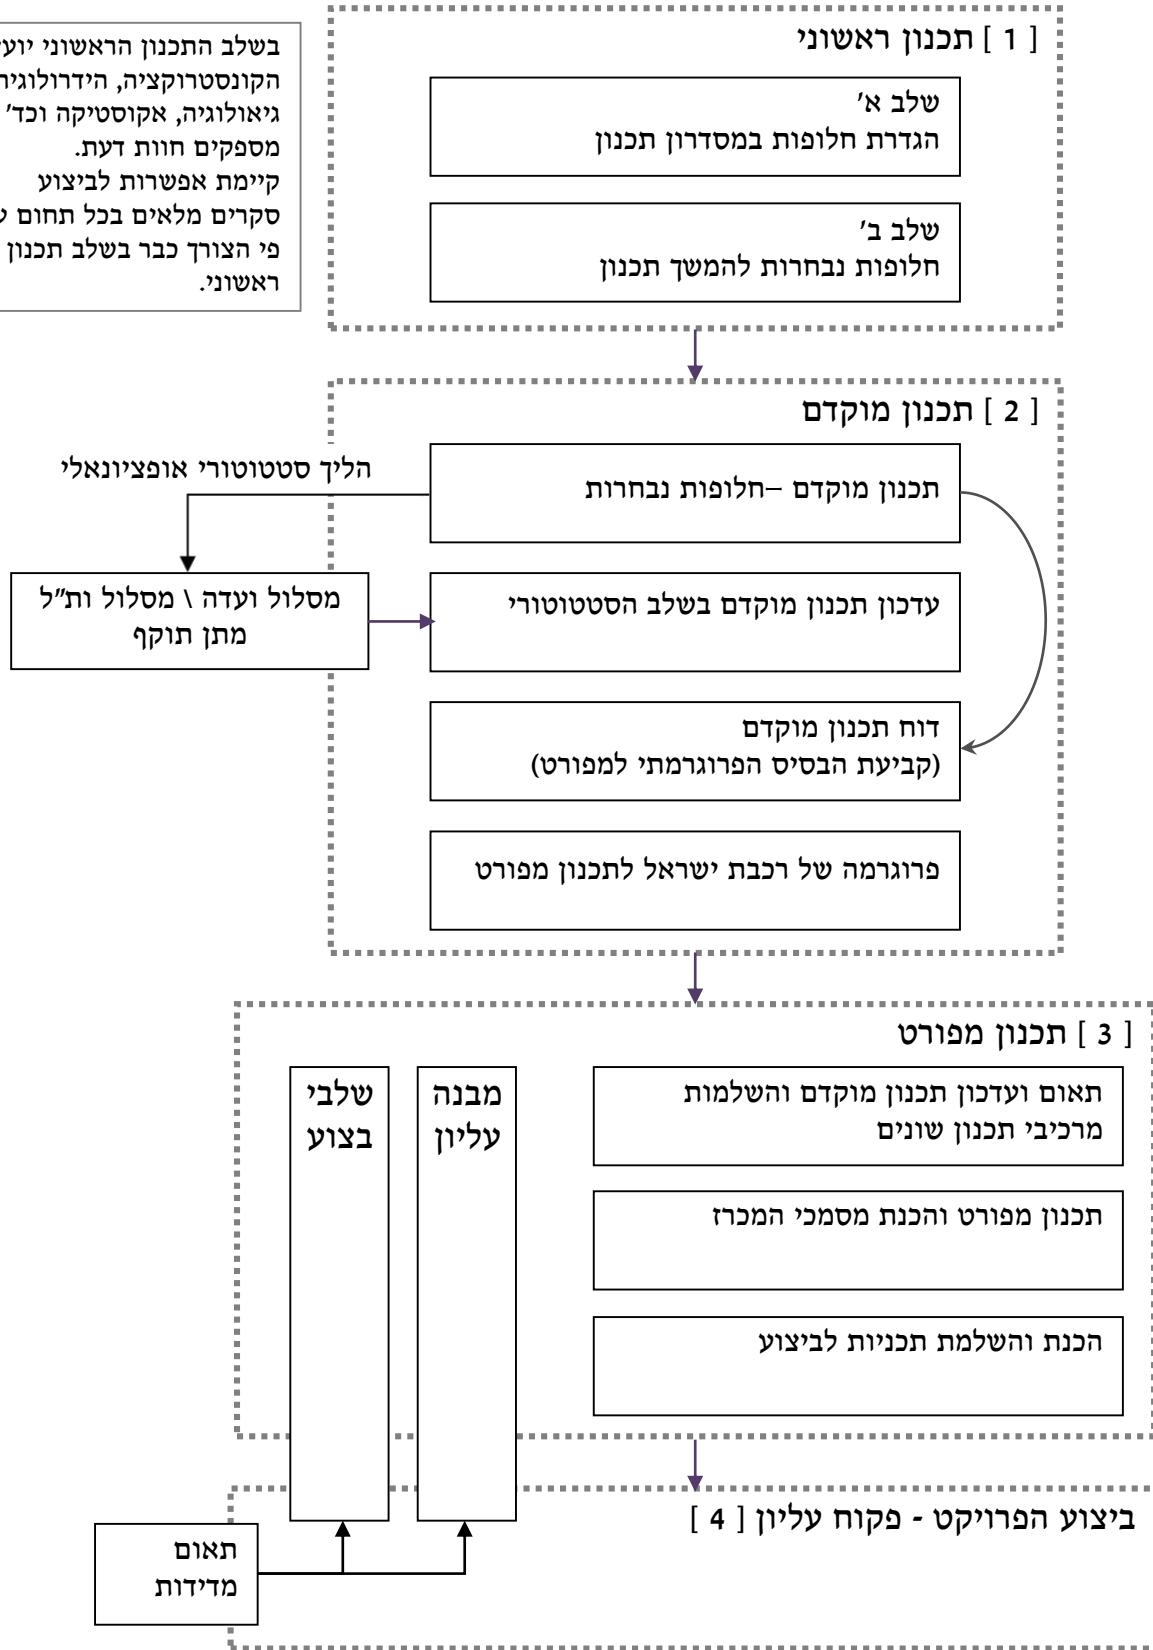 [ 1 ] תכנון ראשוני
שלב א'
הגדרת חלופות במסדרון תכנון
שלב ב'
חלופות נבחרות להמשך תכנון
בשלב התכנון הראשוני
הקונסטרוקציה,
גיאולוגיה, אקוסטיקה וכד'
מספקים חוות דעת.
קיימת אפשרות לביצוע
סקרים מלאים בכל תחום
פי הצורך כבר בשלב תכנון
ראשוני.
[ 2 ] תכנון מוקדם
תכנון מוקדם –חלופות נבחרות
הליך סטטוטורי אופציונאלי
מסלול ועדה \ מסלול ות"ל
מתן תוקף
עדכון תכנון מוקדם בשלב הסטטוטורי
דוח תכנון מוקדם
(קביעת הבסיס הפרוגרמתי למפורט)
פרוגרמה של רכבת ישראל לתכנון מפורט
[ 3 ] תכנון מפורט
תאום ועדכון תכנון מוקדם והשלמות
מרכיבי תכנון שונים
תכנון מפורט והכנת מסמכי המכרז
הכנת והשלמת תכניות לביצוע
מבנה
עליון
שלבי
בצוע
ביצוע הפרויקט - פקוח עליון [ 4 ]
תאום
מדידות